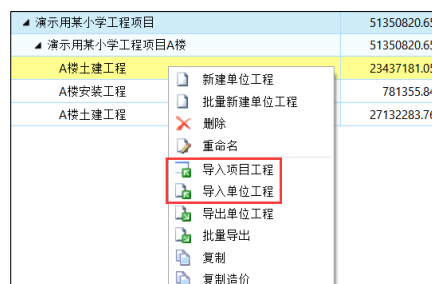 演示用某小学工程项目 51350820.65
演示用某小学工程项目A楼 51350820.65
A楼土建工程 23437181.05
A楼安装工程 781355.84
A楼土建工程 27132283.76
新建单位工程
批量新建单位工程
删除
重命名
导入项目工程
导入单位工程
导出单位工程
批量导出
复制
复制造价